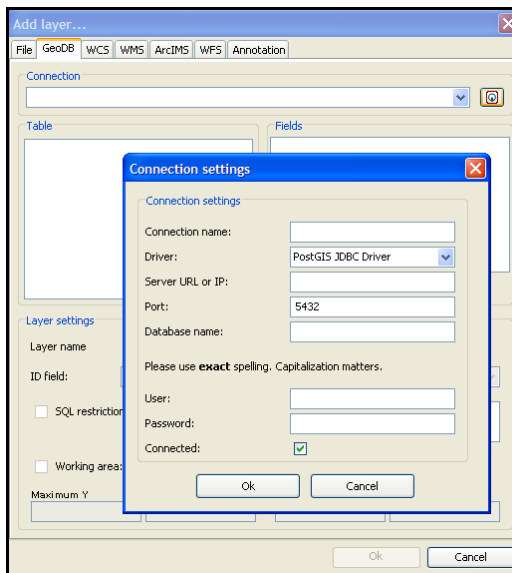 Add layer...
File GeoDB WCS WMS ArcIMS WFS Annotation
Connection
Table
Fields
Connection settings
Connection settings
Connection name:
Driver: PostGIS JDBC Driver
Server URL or IP:
Port: 5432
Database name:
Please use exact spelling. Capitalization matters.
User:
Password:
Connected:
Ok Cancel
Layer settings
Layer name
ID field:
SQL restriction
Working area:
Maximum Y
Ok Cancel